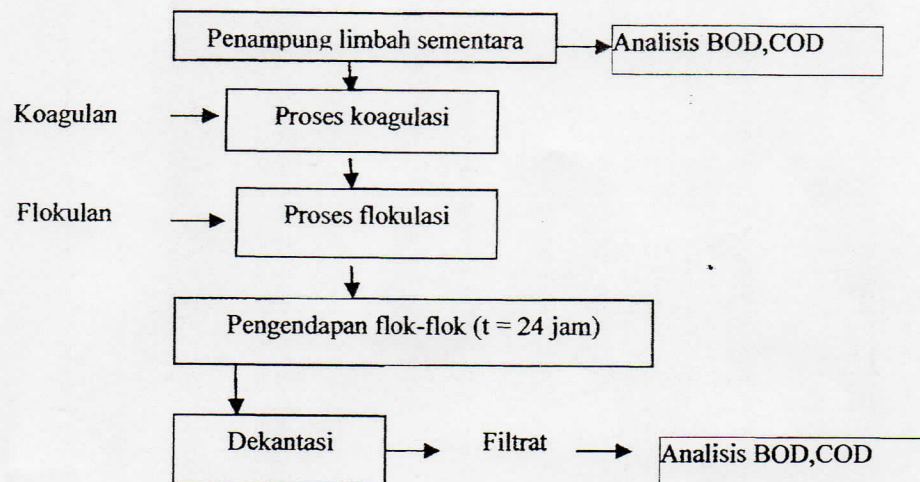 Penampung limbah sementara
Analisis BOD,COD
Koagulan
Proses koagulasi
Flokulan
Proses flokulasi
Pengendapan flok-flok (t = 24 jam)
Dekantasi
Filtrat
Analisis BOD,COD